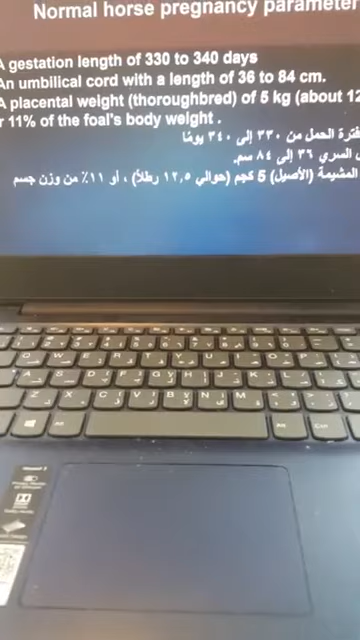 Normal horse pregnancy parameter
A gestation length of 330 to 340 days
An umbilical cord with a length of 36 to 84 cm.
A placental weight (thoroughbred) of 5 kg (about 12
r 11% of the foal's body weight .
فترة الحمل من ٣٣٠ إلى ٣٤٠ يومًا
السري ٣٦ إلى ٨٤ سم.
المشيمة (الأصيل) 5 كجم (حوالي ١٢,٥ رطلاً) ، أو ١١٪ من وزن جسم